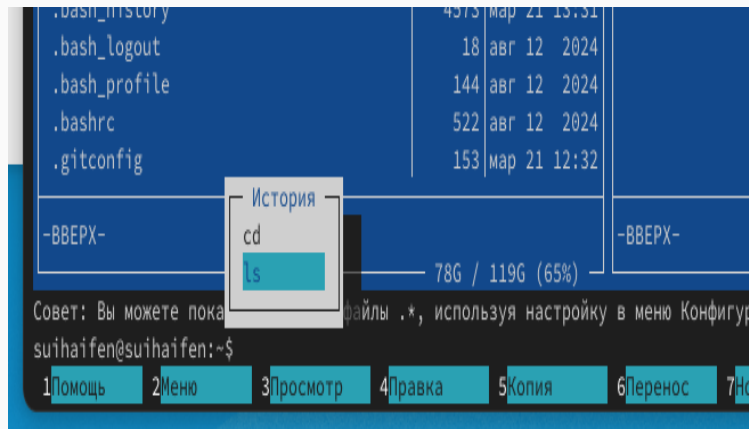 .bash_history 4573 мар 21 13:31
.bash_logout 18 авг 12 2024
.bash_profile 144 авг 12 2024
.bashrc 522 авг 12 2024
.gitconfig 153 мар 21 12:32
История
-ВВЕРХ- cd -ВВЕРХ-
ls 78G / 119G (65%)
Совет: Вы можете пока файлы .*, используя настройку в меню Конфигур
suihaifen@suihaifen:~$
1Помощь 2Меню 3Просмотр 4Правка 5Копия 6Перенос 7